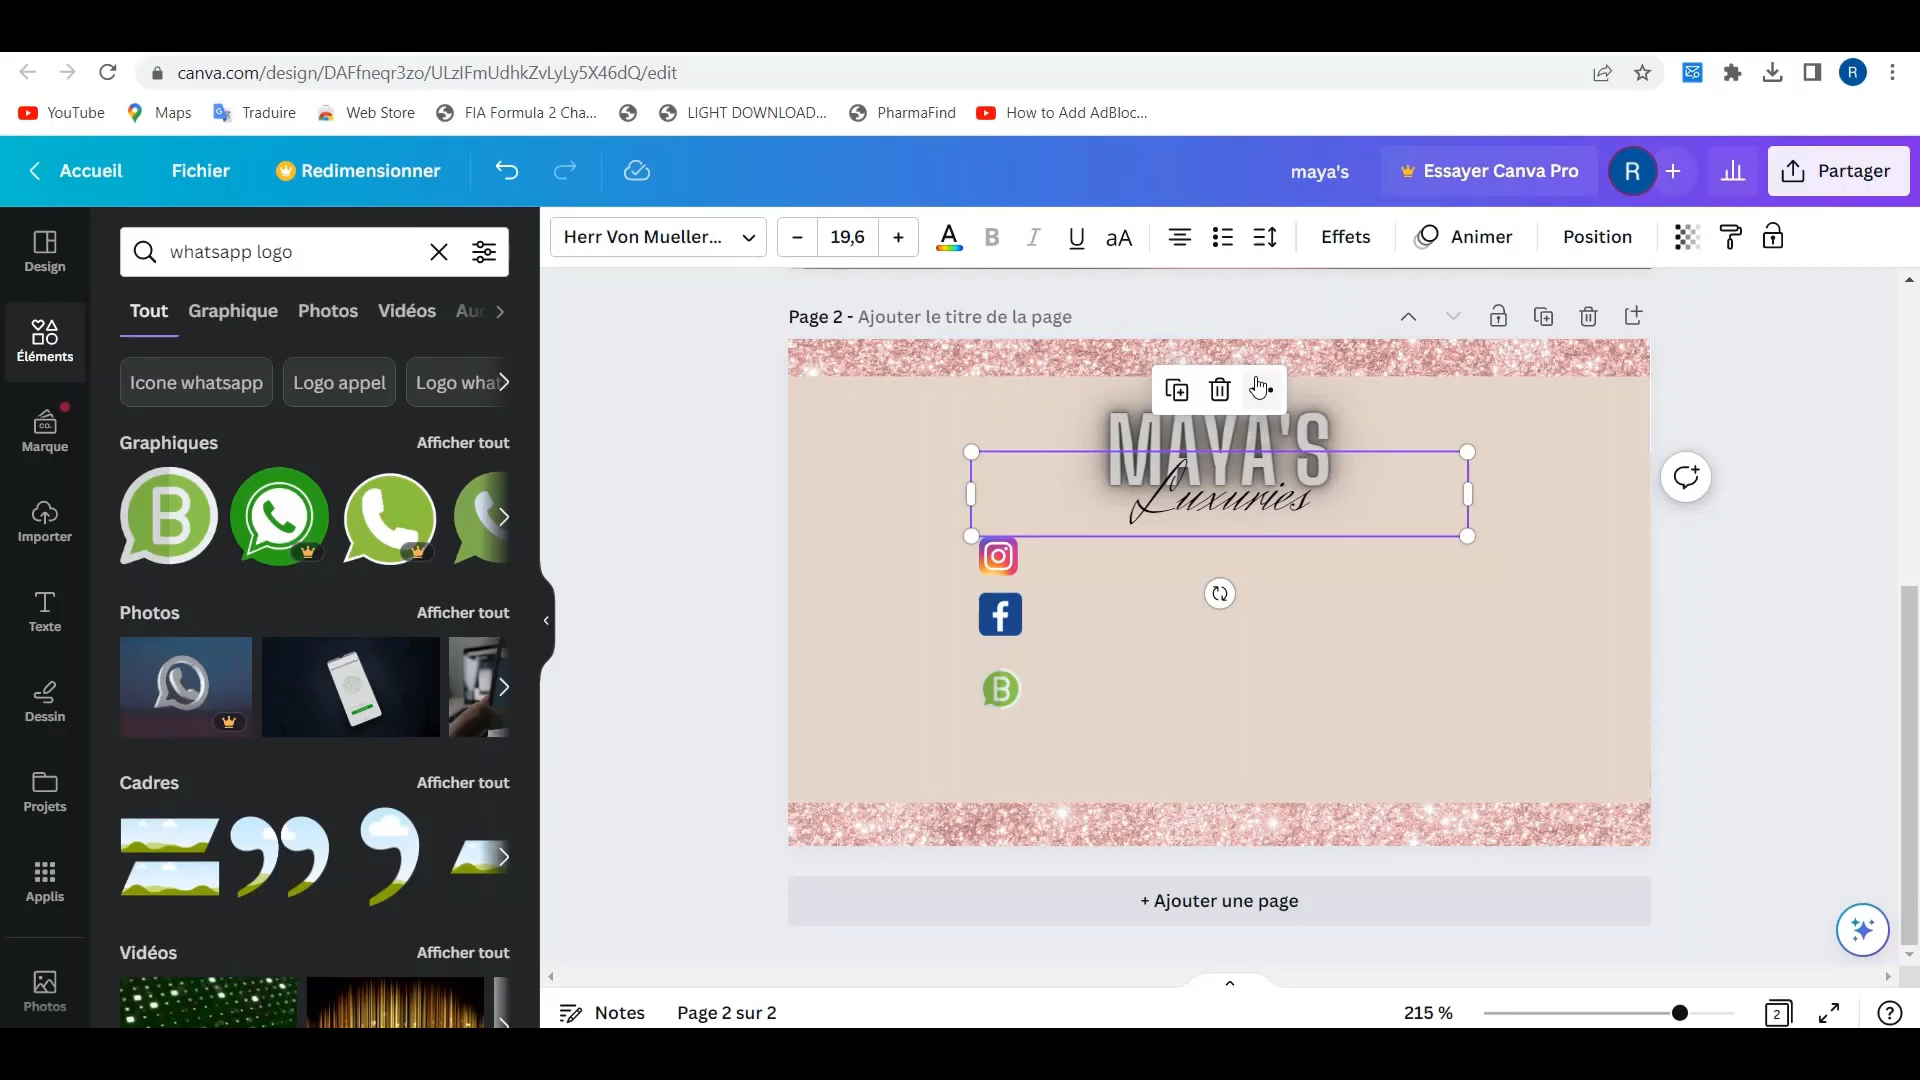 canva.com/design/DAFfneqr3zo/ULzIFmUdhkZvLyLy5X46dQ/edit
R
YouTube
Maps
Traduire
Web Store
FIA Formula 2 Cha...
LIGHT DOWNLOAD...
PharmaFind
How to Add AdBloc...
Accueil
Fichier
Redimensionner
maya's
Essayer Canva Pro
R
Partager
Design
Éléments
Marque
Importer
Texte
Dessin
Projets
Applis
Photos
whatsapp logo
Tout
Graphique
Photos
Vidéos
Icone whatsapp
Logo appel
Logo what
Graphiques
Afficher tout
B
Photos
Afficher tout
Cadres
Afficher tout
Vidéos
Afficher tout
Herr Von Mueller...
19,6
A
B
I
U
aA
Effets
Animer
Position
Page 2 - Ajouter le titre de la page
MAYA'S
Luxuries
f
B
+ Ajouter une page
Notes
Page 2 sur 2
215 %
2
?